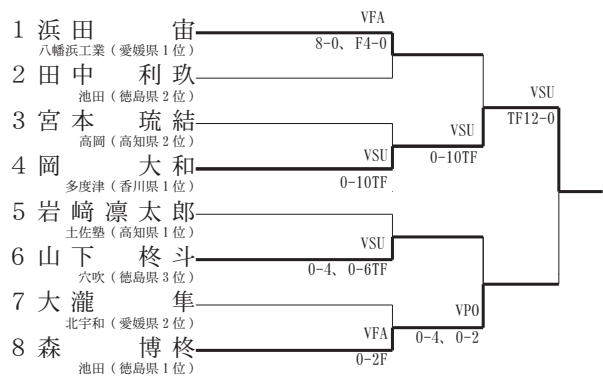 VFA
1 浜田 宙
8-0、F4-0
八幡浜工業（愛媛県１位）
2 田中 利玖
池田（徳島県２位）
VSU
TF12-0
3 宮本 琉結
高岡（高知県２位）
VSU
0-10TF
4 岡 大和
VSU
多度津（香川県１位）
0-10TF
5 岩﨑凛太郎
土佐塾（高知県１位）
VSU
6 山下 柊斗
0-4、0-6TF
穴吹（徳島県３位）
7 大瀧 隼
VPO
北宇和（愛媛県２位）
0-4、0-2
VFA
8 森 博柊
0-2F
池田（徳島県１位）